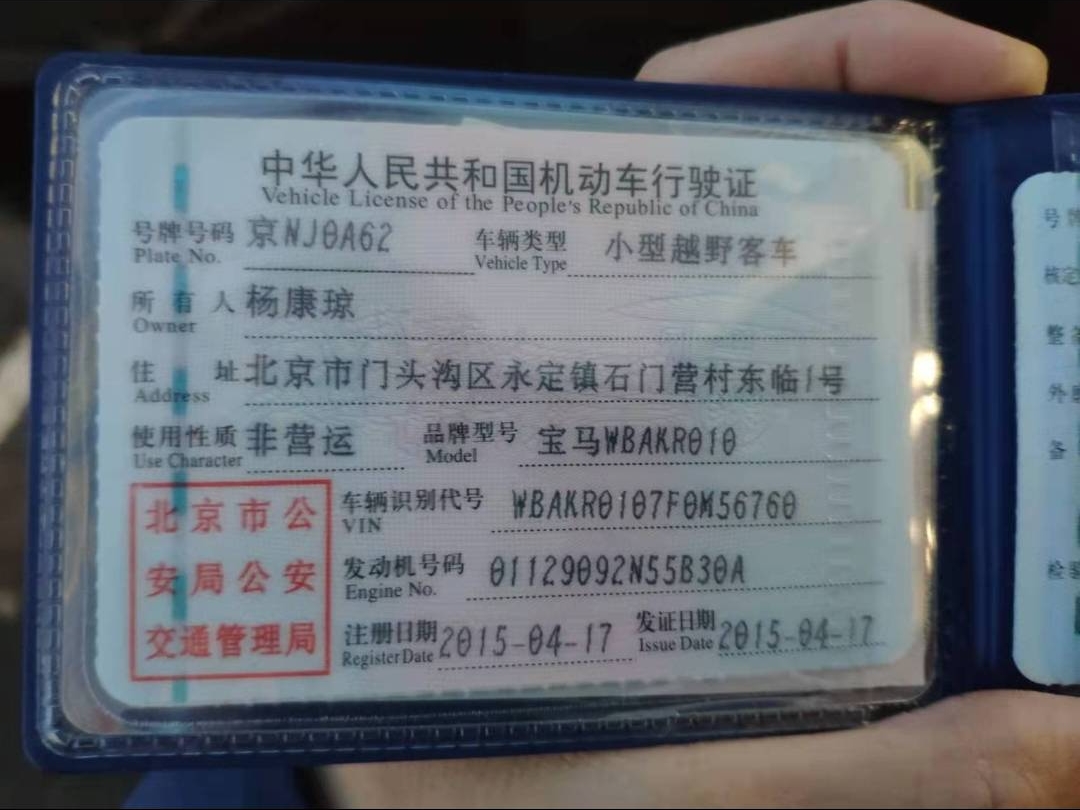 中华人民共和国机动车行驶证
Vehicle License of the People's Republic of China
号牌号码 京NJ0A62 车辆类型 小型越野客车
Plate No. Vehicle Type
所有人 杨康琼
Owner
住址 北京市门头沟区永定镇石门营村东临1号
Address
使用性质 非营运 品牌型号 宝马WBAKR010
Use Character Model
北京市公
安局公安
交通管理局
车辆识别代号 WBAKR0107F0M56760
VIN
发动机号码 01129092N55B30A
Engine No.
注册日期 2015-04-17 发证日期 2015-04-17
Register Date Issue Date
号
核定
整
外
备
检